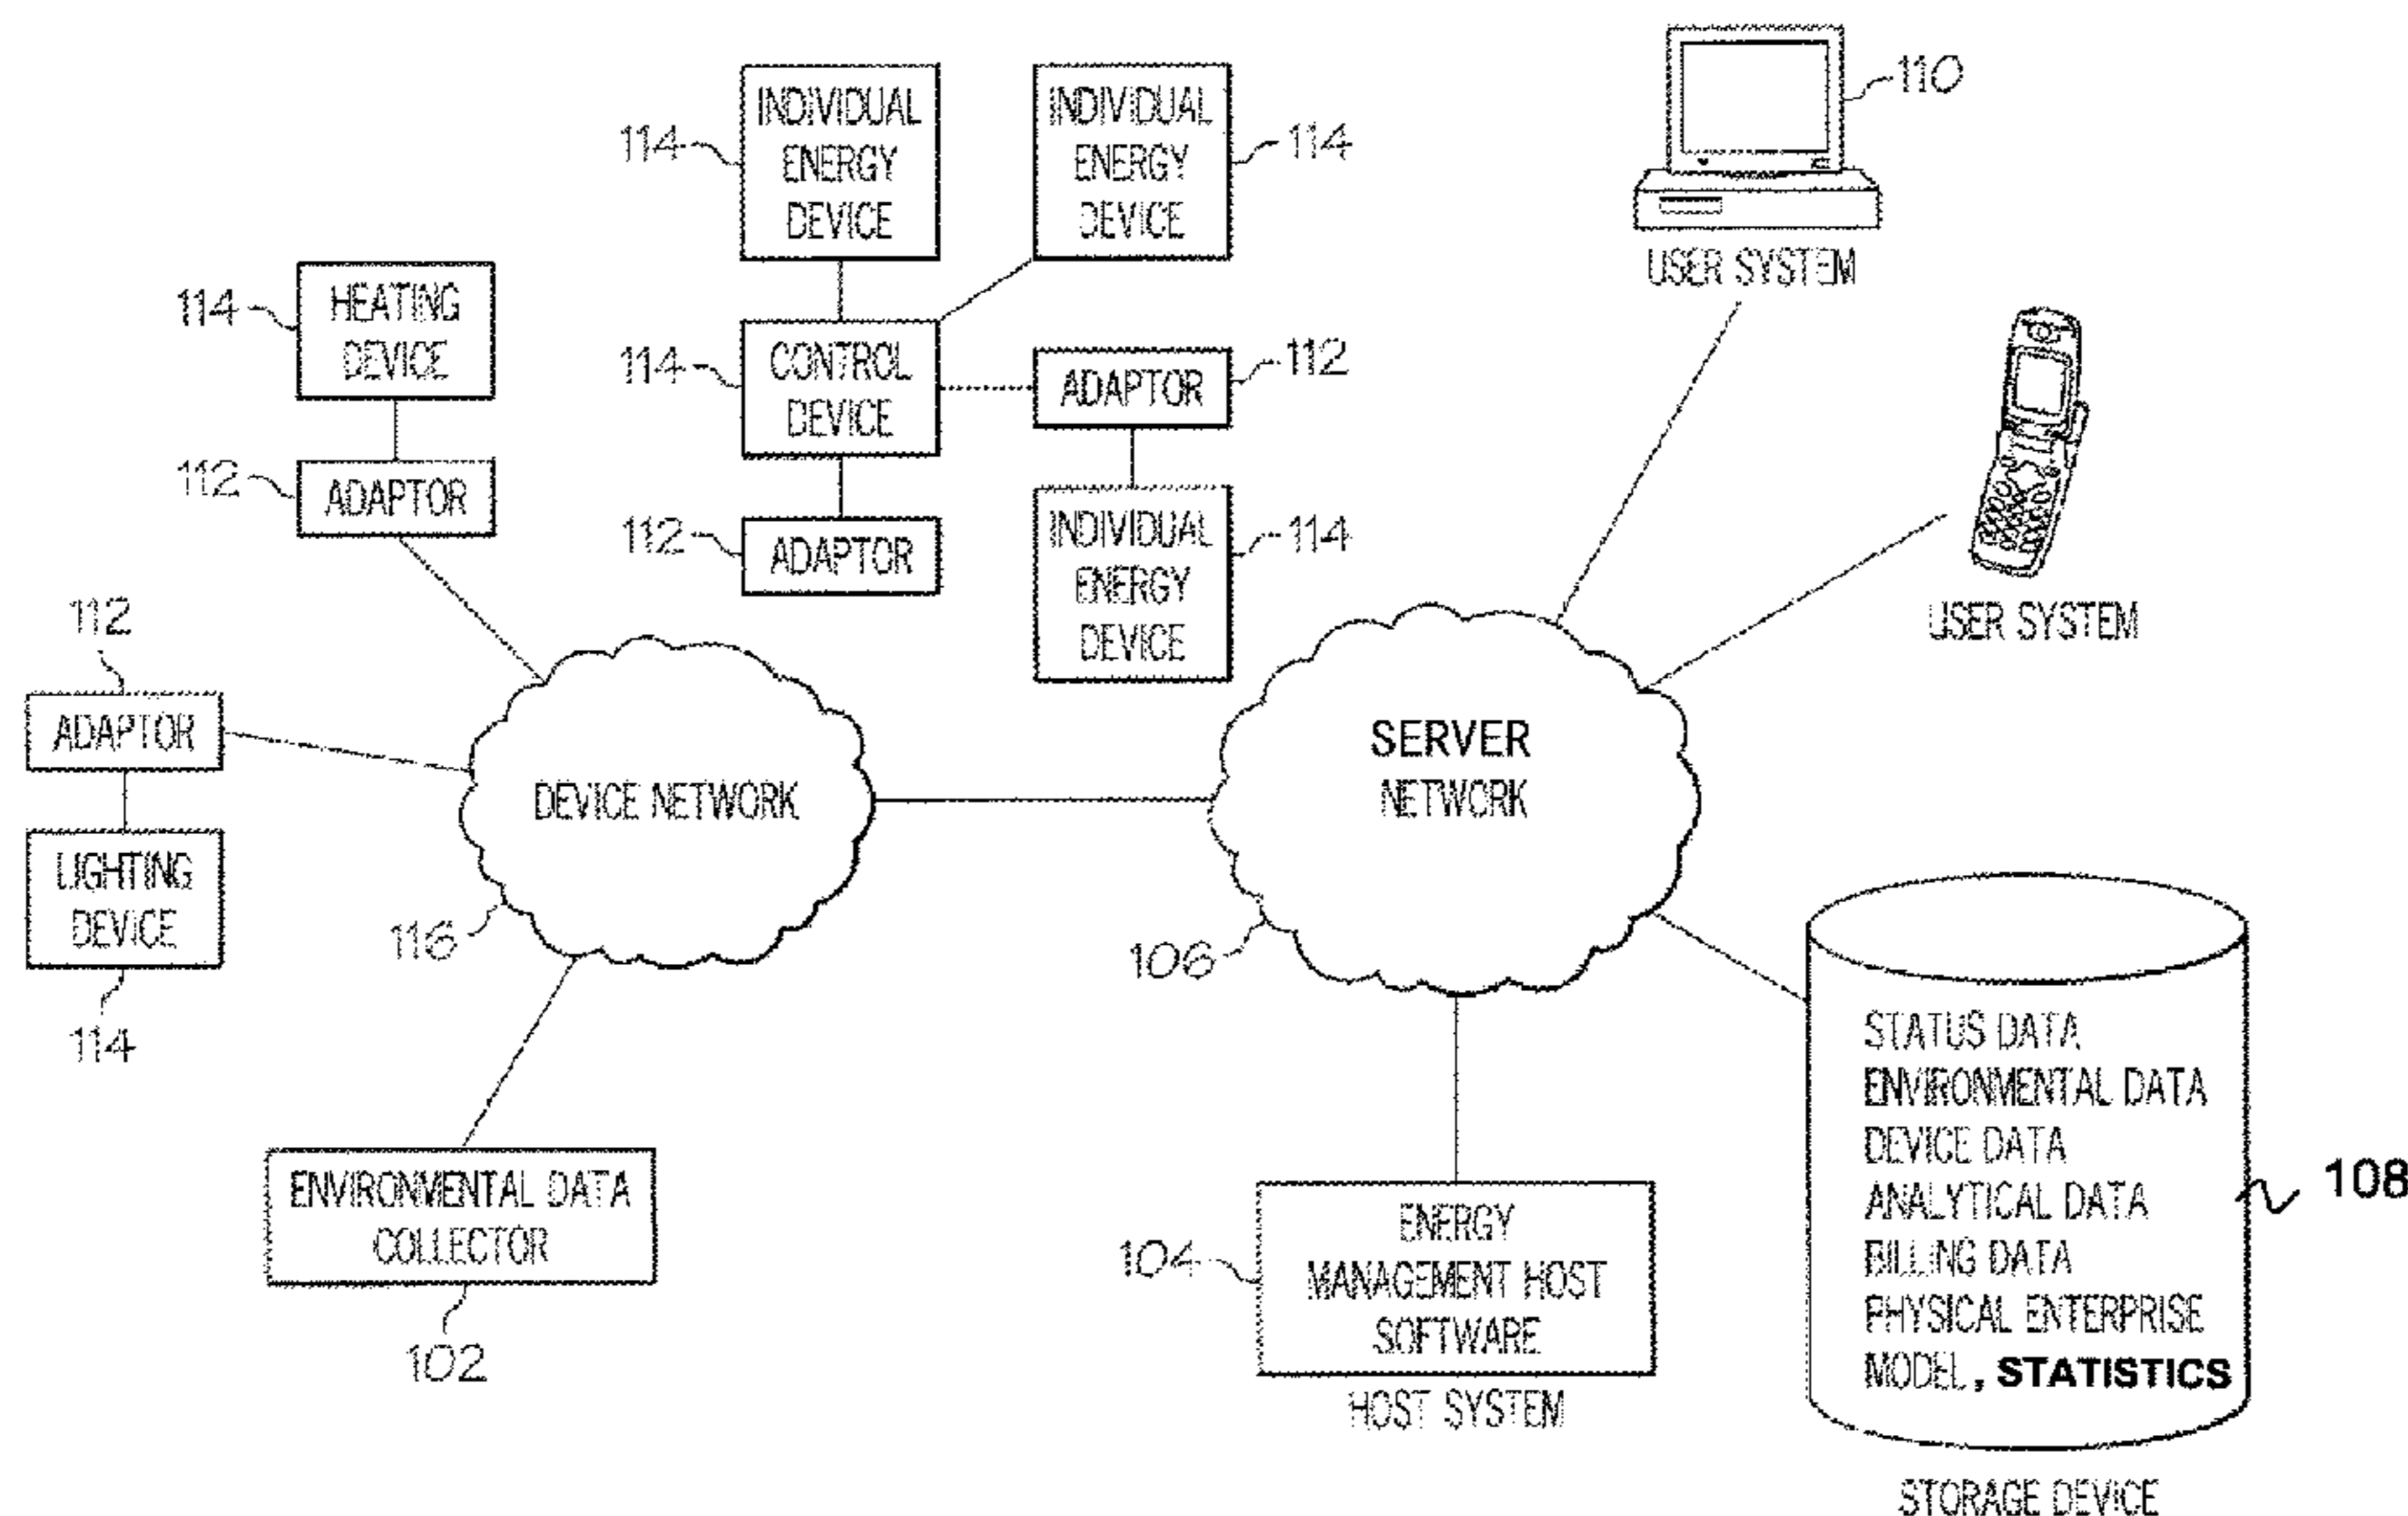 110
INDIVIDUAL
ENERGY
DEVICE
114
INDIVIDUAL
ENERGY
DEVICE
114
USER SYSTEM
114
HEATING
DEVICE
114
CONTROL
DEVICE
ADAPTOR
112
112
ADAPTOR
112
ADAPTOR
INDIVIDUAL
ENERGY
DEVICE
114
USER SYSTEM
112
ADAPTOR
LIGHTING
DEVICE
114
DEVICE NETWORK
116
SERVER
NETWORK
106
ENVIRONMENTAL DATA
COLLECTOR
102
104
ENERGY
MANAGEMENT HOST
SOFTWARE
HOST SYSTEM
STATUS DATA
ENVIRONMENTAL DATA
DEVICE DATA
ANALYTICAL DATA
BILLING DATA
PHYSICAL ENTERPRISE
MODEL, STATISTICS
108
STORAGE DEVICE